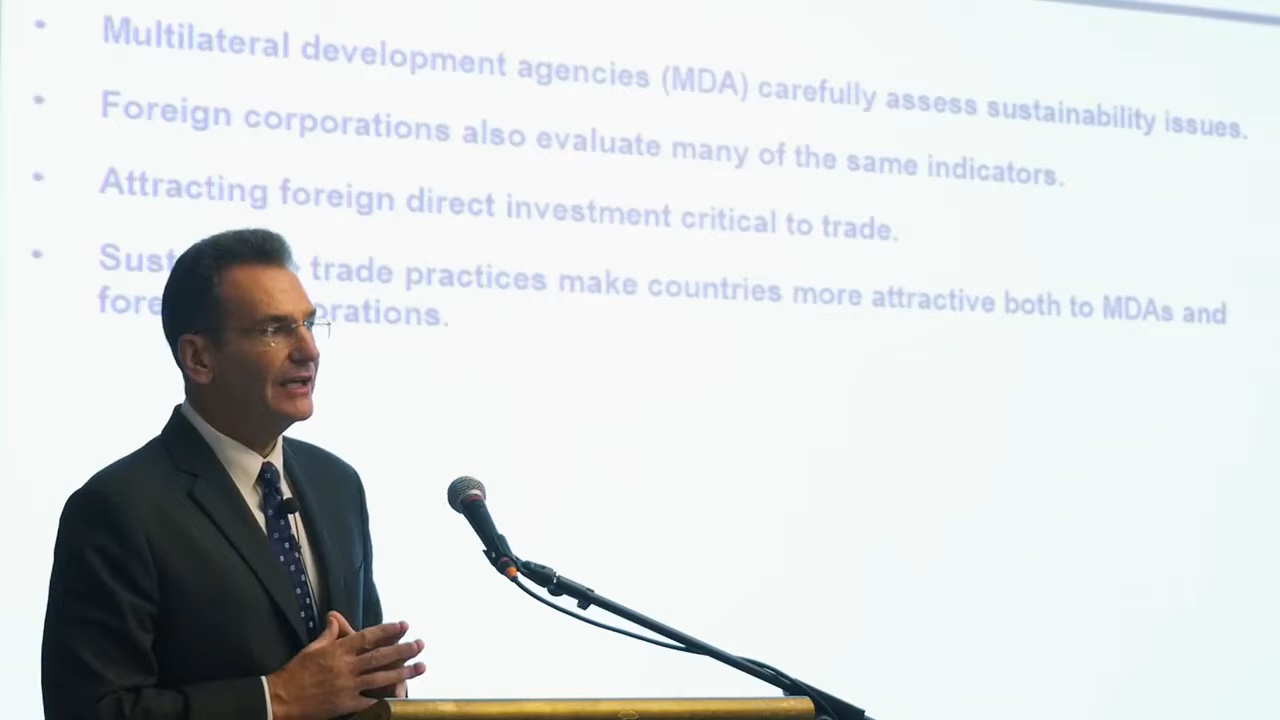 • Multilateral development agencies (MDA) carefully assess sustainability issues.
• Foreign corporations also evaluate many of the same indicators.
• Attracting foreign direct investment critical to trade.
• trade practices make countries more attractive both to MDAs and